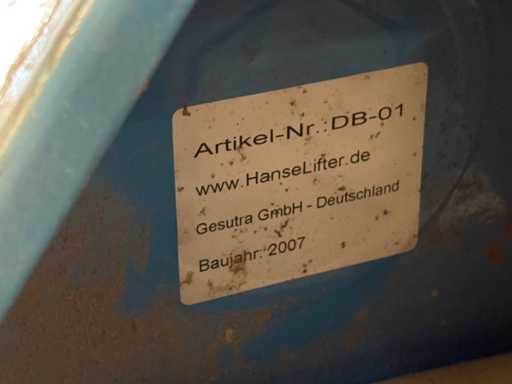 Artikel-Nr.:DB-01
www.HanseLifter.de
Gesutra GmbH - Deutschland
Baujahr: 2007